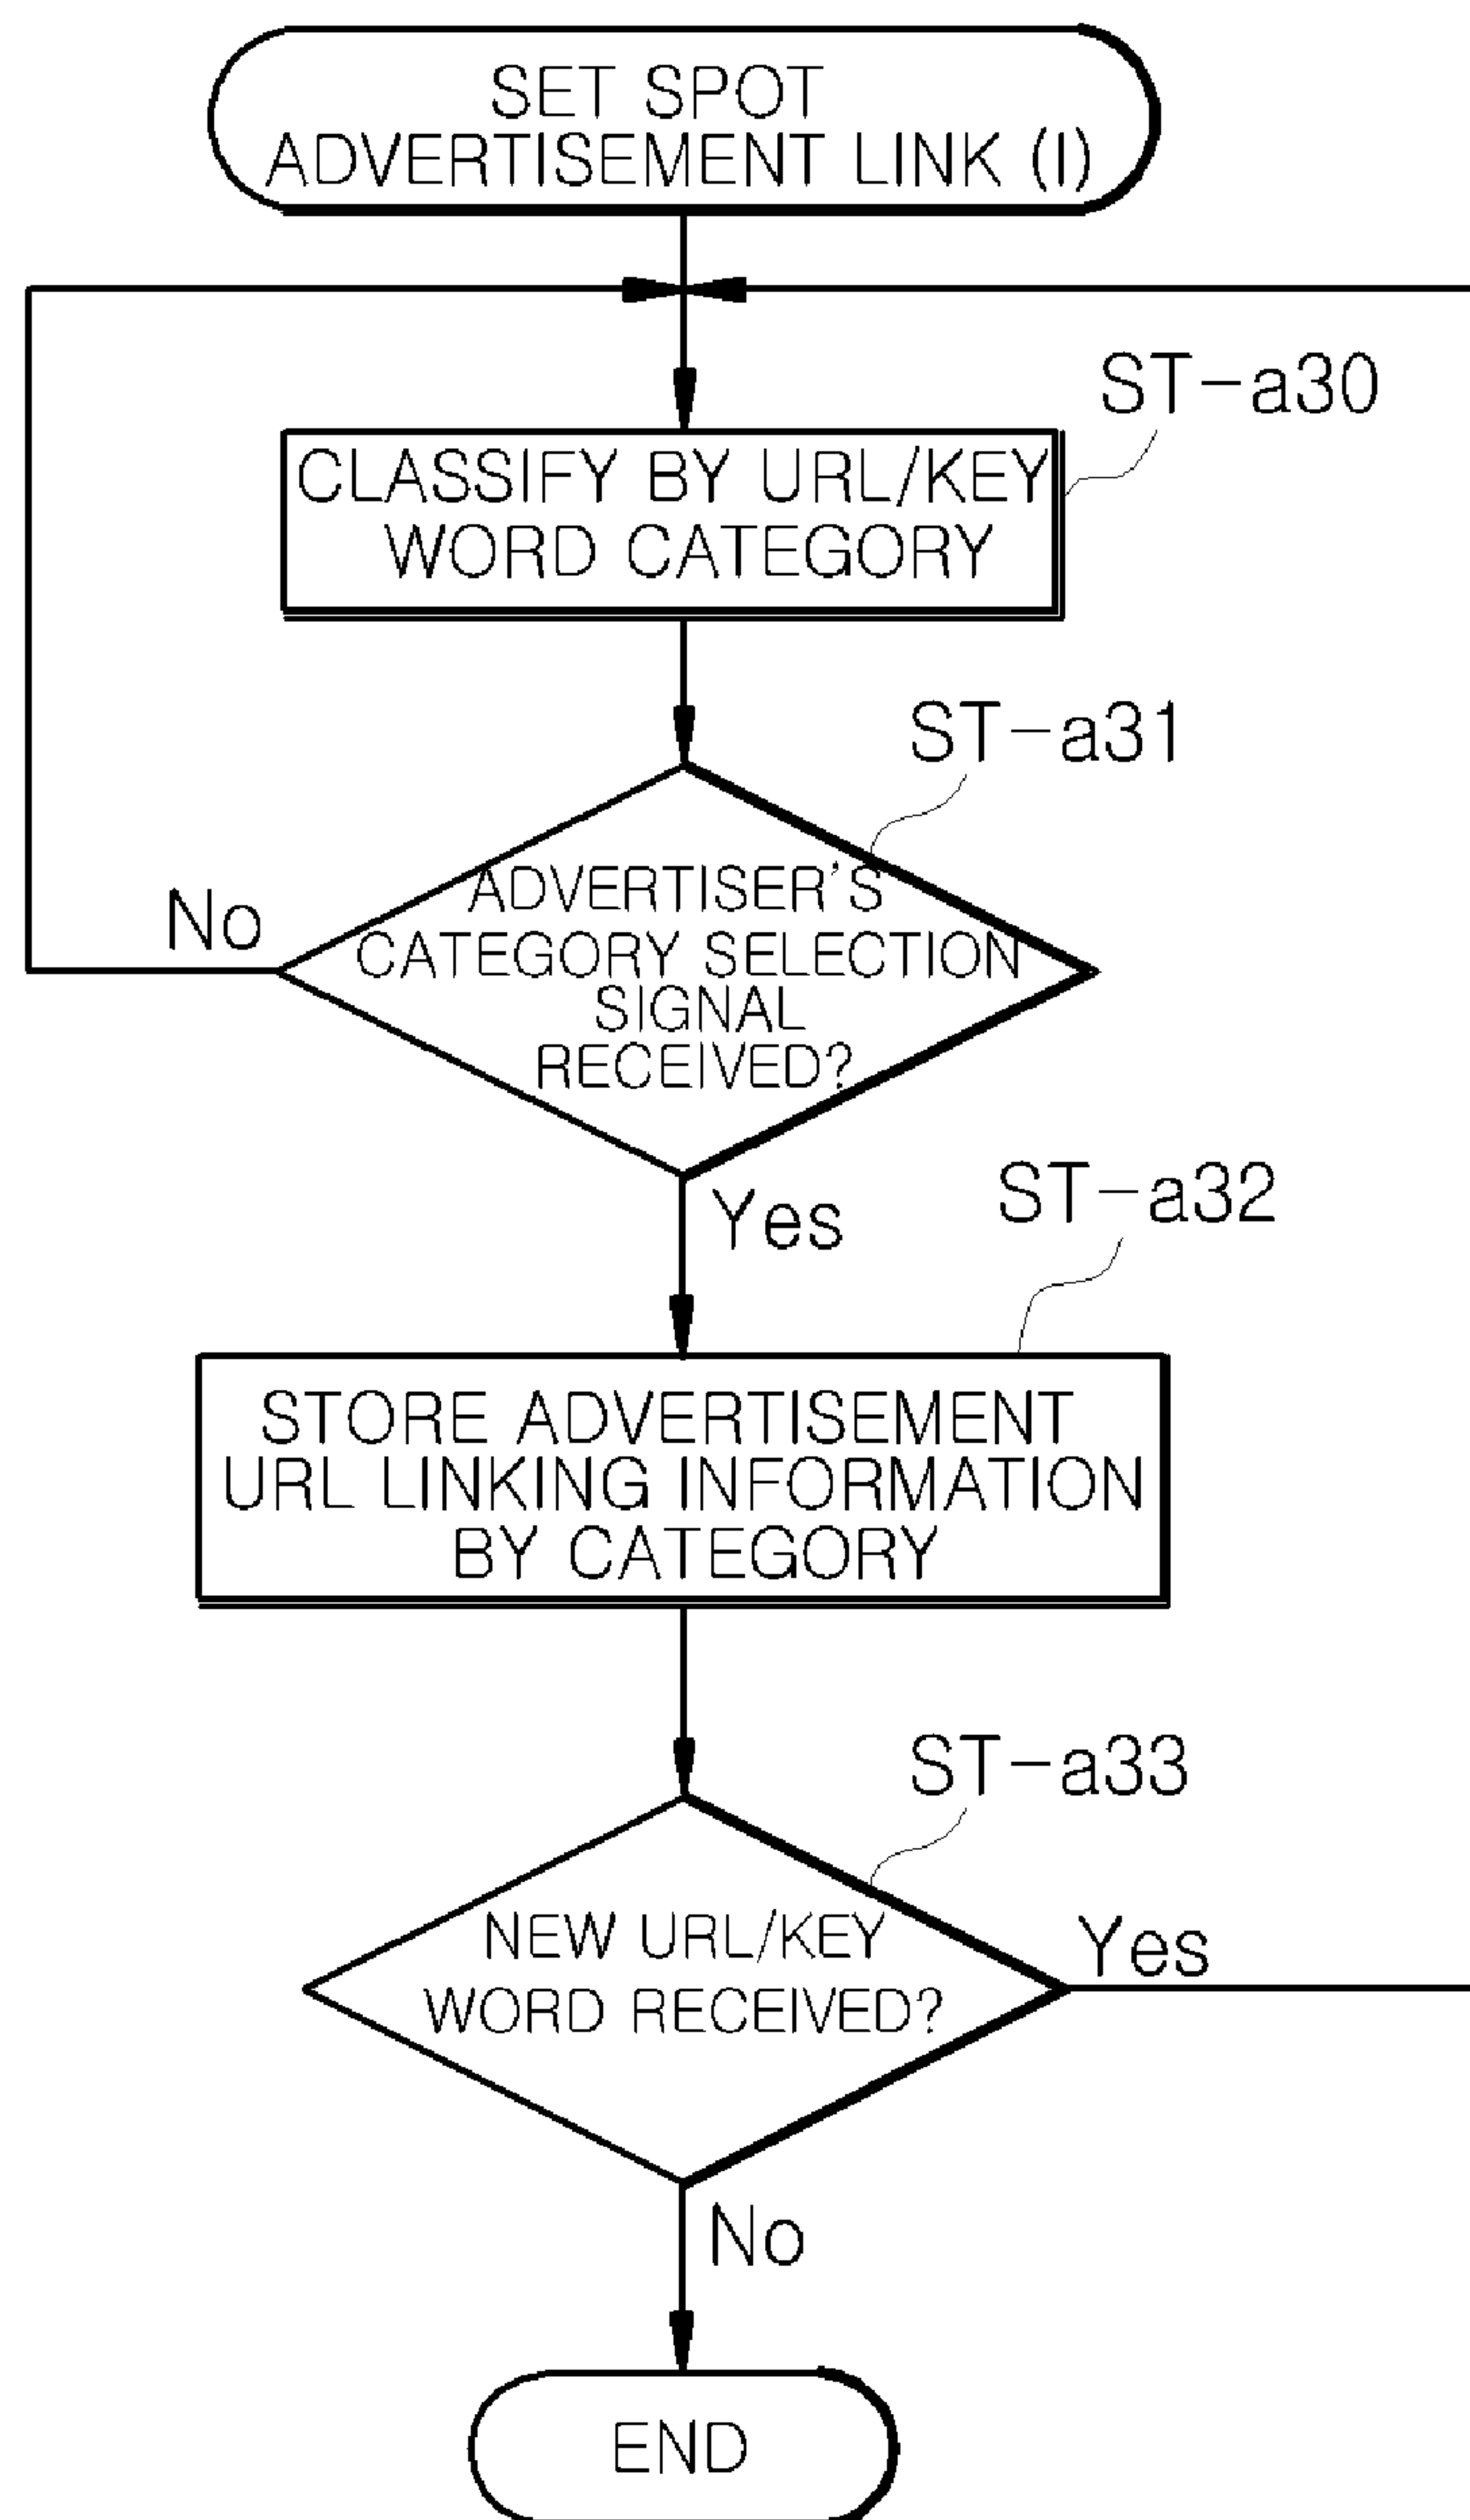 SET SPOT
ADVERTISEMENT LINK (I)
ST-a30
CLASSIFY BY URL/KEY
WORD CATEGORY
ST-a31
ADVERTISER'S
CATEGORY SELECTION
SIGNAL
RECEIVED?
No
Yes
ST-a32
STORE ADVERTISEMENT
URL LINKING INFORMATION
BY CATEGORY
ST-a33
NEW URL/KEY
WORD RECEIVED?
Yes
No
END